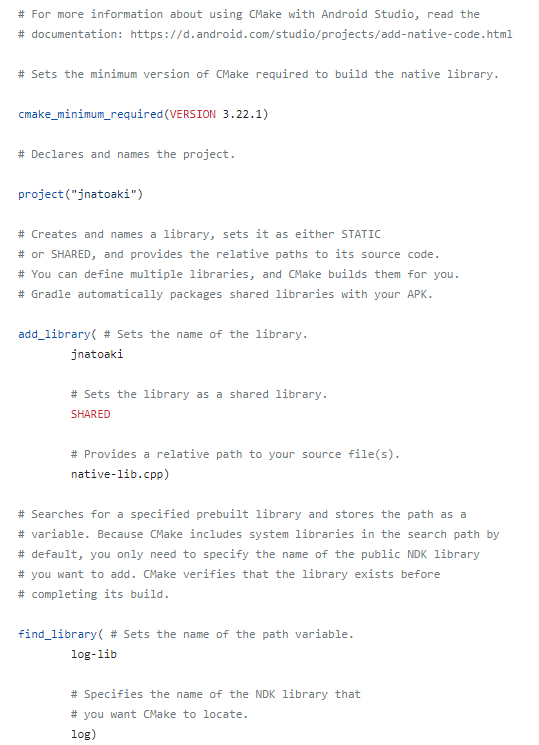 # For more information about using CMake with Android Studio, read the
# documentation: https://d.android.com/studio/projects/add-native-code.html
# Sets the minimum version of CMake required to build the native library.
cmake_minimum_required(VERSION 3.22.1)
# Declares and names the project.
project("jnatoaki")
# Creates and names a library, sets it as either STATIC
# or SHARED, and provides the relative paths to its source code.
# You can define multiple libraries, and CMake builds them for you.
# Gradle automatically packages shared libraries with your APK.
add_library( # Sets the name of the library.
jnatoaki
# Sets the library as a shared library.
SHARED
# Provides a relative path to your source file(s).
native-lib.cpp)
# Searches for a specified prebuilt library and stores the path as a
# variable. Because CMake includes system libraries in the search path by
# default, you only need to specify the name of the public NDK library
# you want to add. CMake verifies that the library exists before
# completing its build.
find_library( # Sets the name of the path variable.
log-lib
# Specifies the name of the NDK library that
# you want CMake to locate.
log)